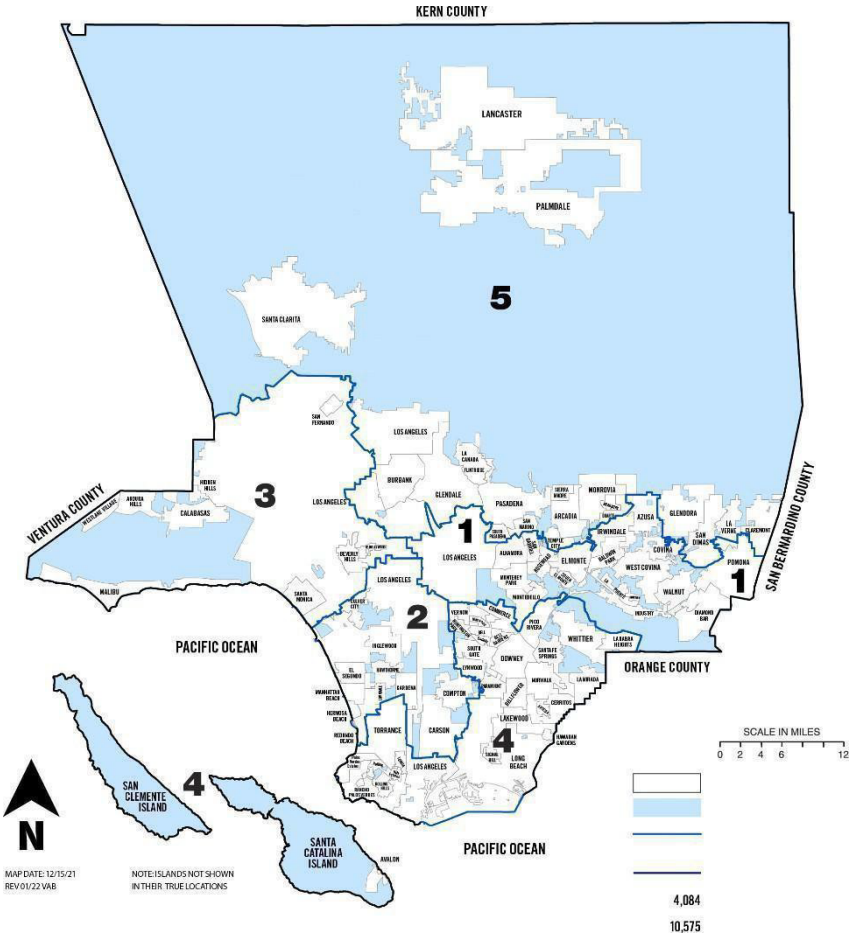 KERN COUNTY
LANCASTER
PALMDALE
5
SANTA CLARITA
SAN
FERNANDO
LOS ANGELES
LA
CANADA
FLINTRIDGE
BURBANK
GLENDALE
3
LOS ANGELES
VENTURA COUNTY
WESTLAKE VILLAGE
AGOURA
HILLS
HIDDEN
HILLS
CALABASAS
MALIBU
PASADENA
SIERRA
MADRE
MONROVIA
ARCADIA
SAN
MARINO
SOUTH
PASADENA
TEMPLE
CITY
IRWINDALE
AZUSA
GLENDORA
SAN
DIMAS
LA
VERNE
CLAREMONT
SAN BERNARDINO COUNTY
1
LOS ANGELES
ALHAMBRA
ROSEMEAD
EL MONTE
MONTEREY
PARK
MONTEBELLO
BALDWIN
PARK
COVINA
WEST COVINA
WALNUT
INDUSTRY
POMONA
1
DIAMOND
BAR
BEVERLY
HILLS
SANTA
MONICA
LOS ANGELES
CULVER
CITY
2
VERNON
COMMERCE
PICO
RIVERA
WHITTIER
LA HABRA
HEIGHTS
SANTA FE
SPRINGS
INGLEWOOD
SOUTH
GATE
BELL
DOWNEY
LYNWOOD
PARAMOUNT
BELLFLOWER
NORWALK
LA MIRADA
EL
SEGUNDO
HAWTHORNE
GARDENA
COMPTON
CERRITOS
MANHATTAN
BEACH
HERMOSA
BEACH
REDONDO
BEACH
TORRANCE
CARSON
LAKEWOOD
HAWAIIAN
GARDENS
4
SIGNAL
HILL
LONG
BEACH
LOS ANGELES
ROLLING
HILLS
RANCHO
PALOS VERDES
ORANGE COUNTY
PACIFIC OCEAN
PACIFIC OCEAN
SAN
CLEMENTE
ISLAND
4
SANTA
CATALINA
ISLAND
AVALON
N
MAP DATE: 12/15/21
REV 01/22 VAB
NOTE:ISLANDS NOT SHOWN
IN THEIR TRUE LOCATIONS
SCALE IN MILES
0 2 4 6 8 12
4,084
10,575